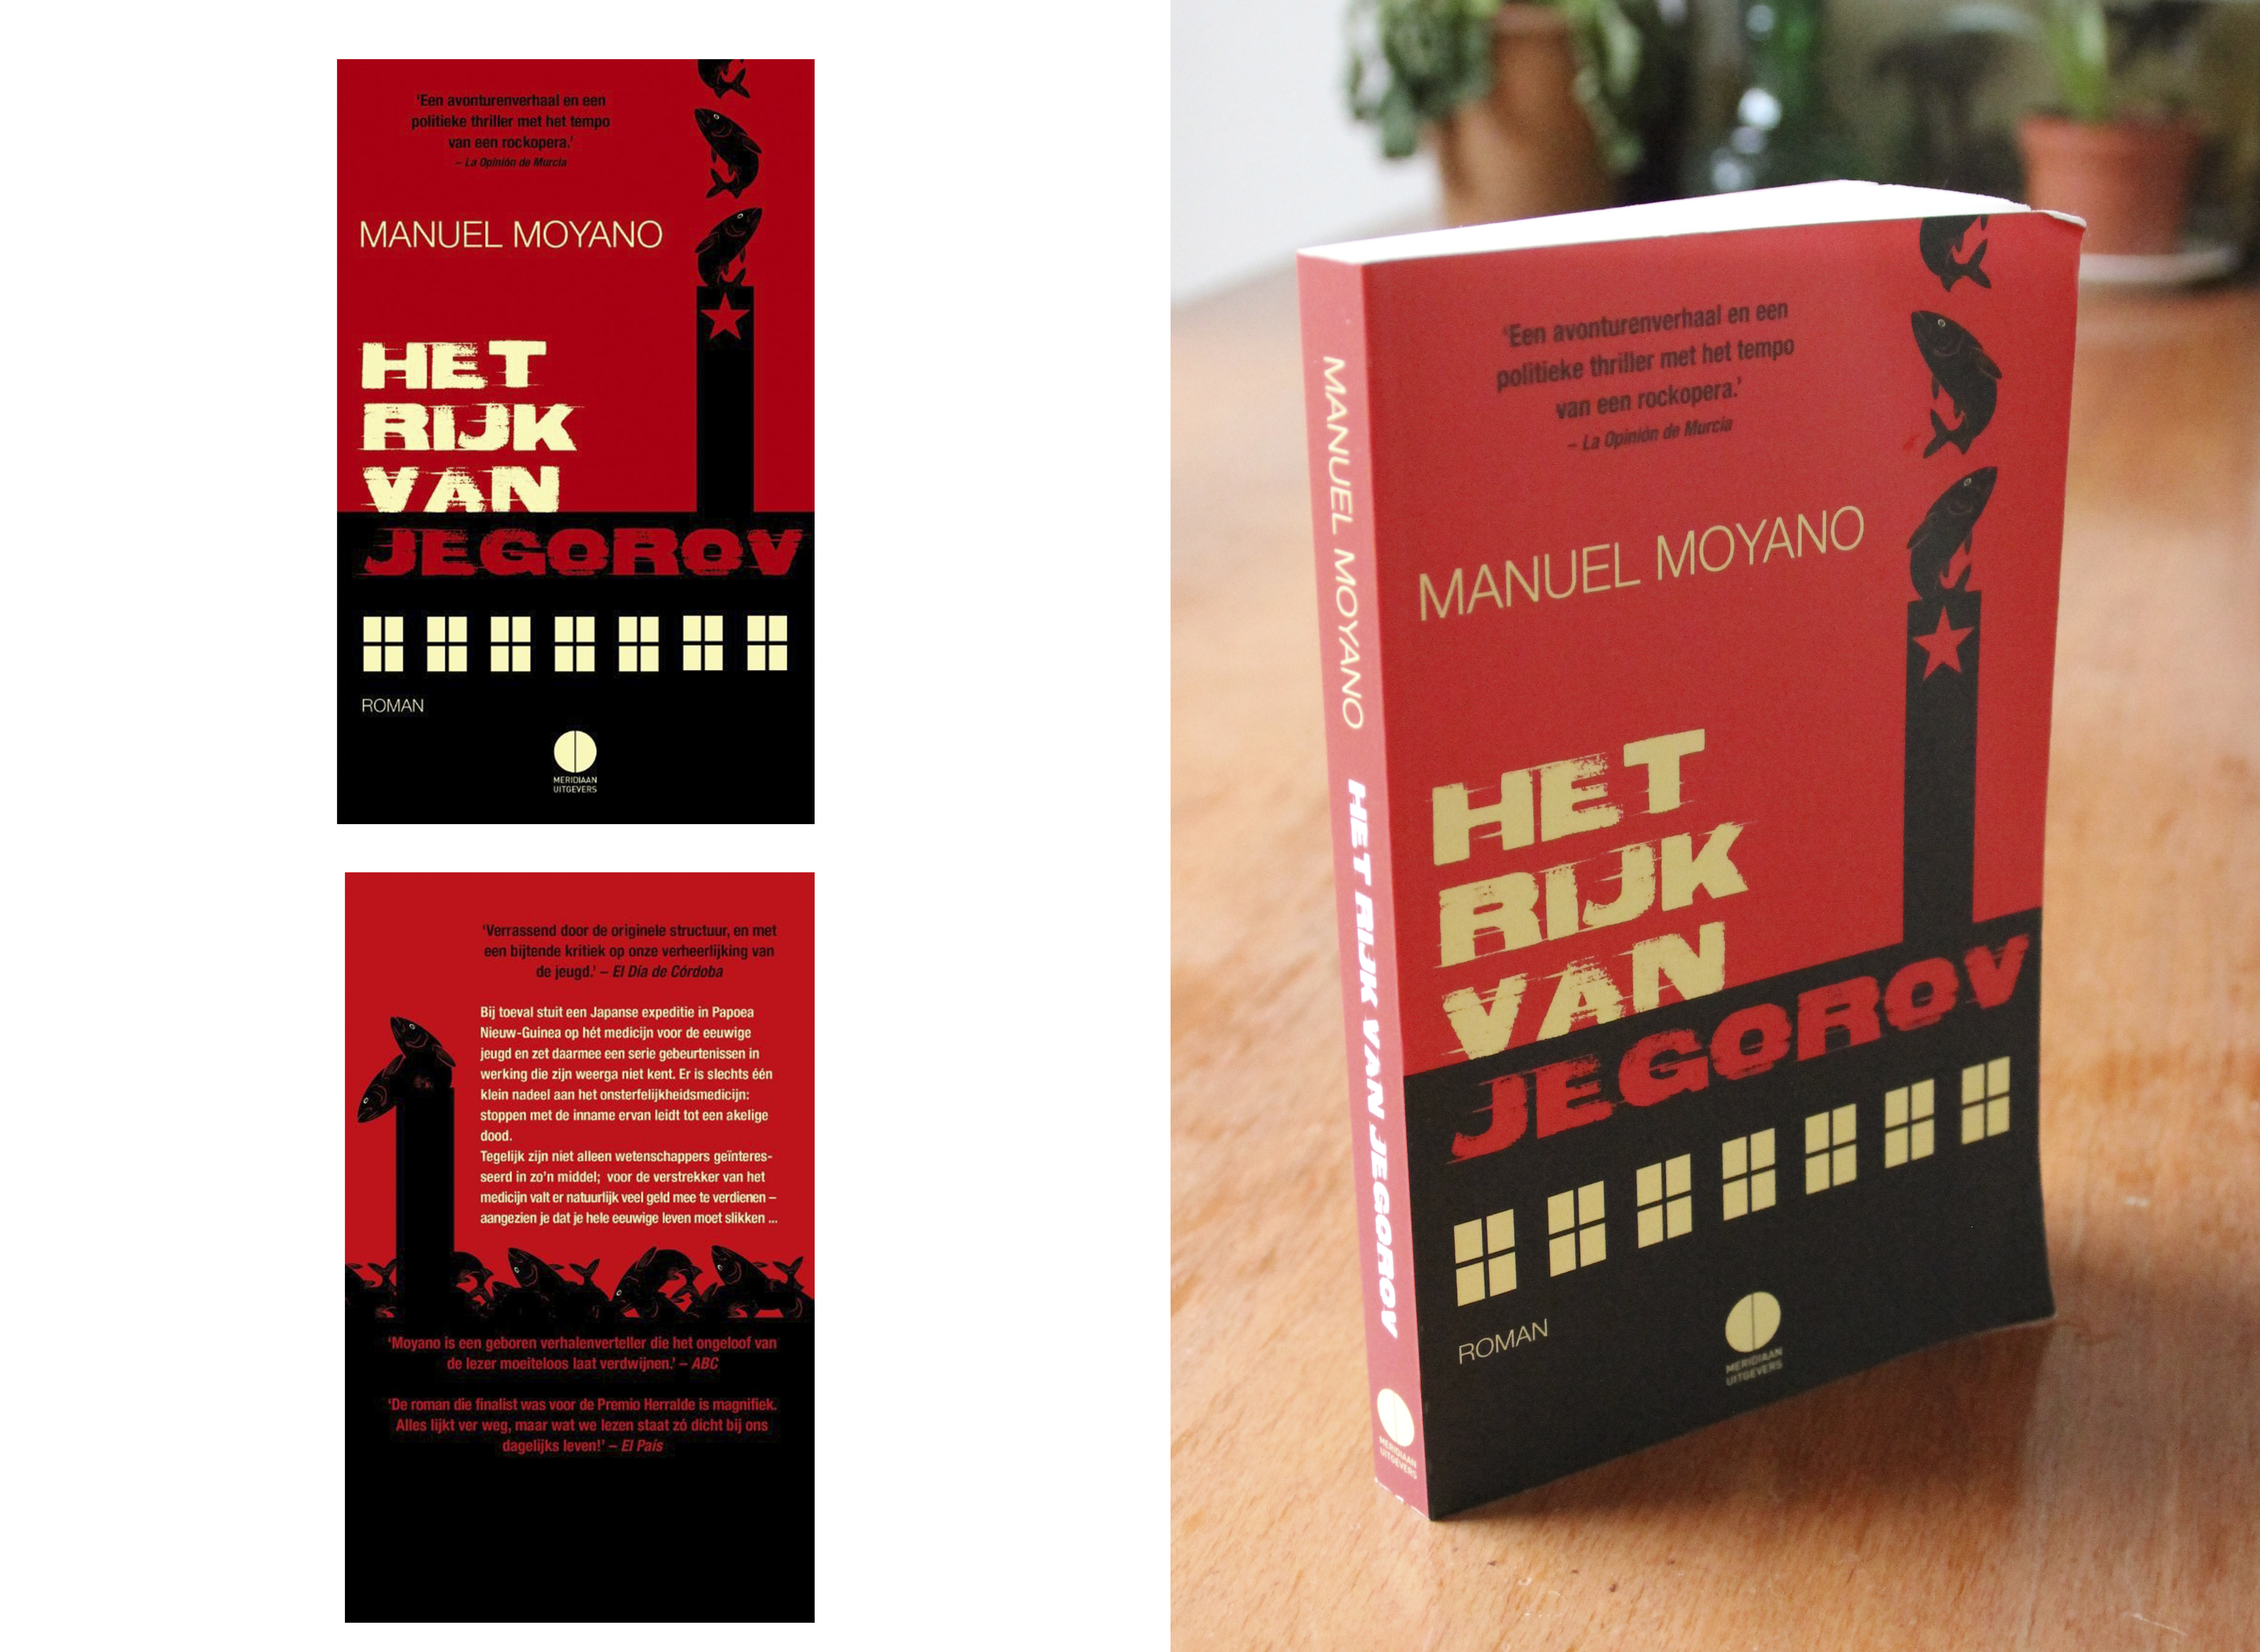 'Een avonturenverhaal en een
politieke thriller met het tempo
van een rockopera.'
– La Opinión de Murcia
MANUEL MOYANO
HET
RIJK
VAN
JEGOROV
ROMAN
MERIDIAAN
UITGEVERS
'Verrassend door de originele structuur, en met
een bijtende kritiek op onze verheerlijking van
de jeugd.' – El Día de Córdoba
Bij toeval stuit een Japanse expeditie in Papoea
Nieuw-Guinea op hét medicijn voor de eeuwige
jeugd en zet daarmee een serie gebeurtenissen in
werking die zijn weerga niet kent. Er is slechts één
klein nadeel aan het onsterfelijkheidsmedicijn:
stoppen met de inname ervan leidt tot een akelige
dood.
Tegelijk zijn niet alleen wetenschappers geïnteres-
seerd in zo'n middel; voor de verstrekker van het
medicijn valt er natuurlijk veel geld mee te verdienen –
aangezien je dat je hele eeuwige leven moet slikken ...
'Moyano is een geboren verhalenverteller die het ongeloof van
de lezer moeiteloos laat verdwijnen.' – ABC
'De roman die finalist was voor de Premio Herralde is magnifiek.
Alles lijkt ver weg, maar wat we lezen staat zó dicht bij ons
dagelijks leven!' – El País
MANUEL MOYANO HET RIJK VAN JEGOROV
MERIDIAAN
UITGEVERS
'Een avonturenverhaal en een
politieke thriller met het tempo
van een rockopera.'
– La Opinión de Murcia
MANUEL MOYANO
HET
RIJK
VAN
JEGOROV
ROMAN
MERIDIAAN
UITGEVERS